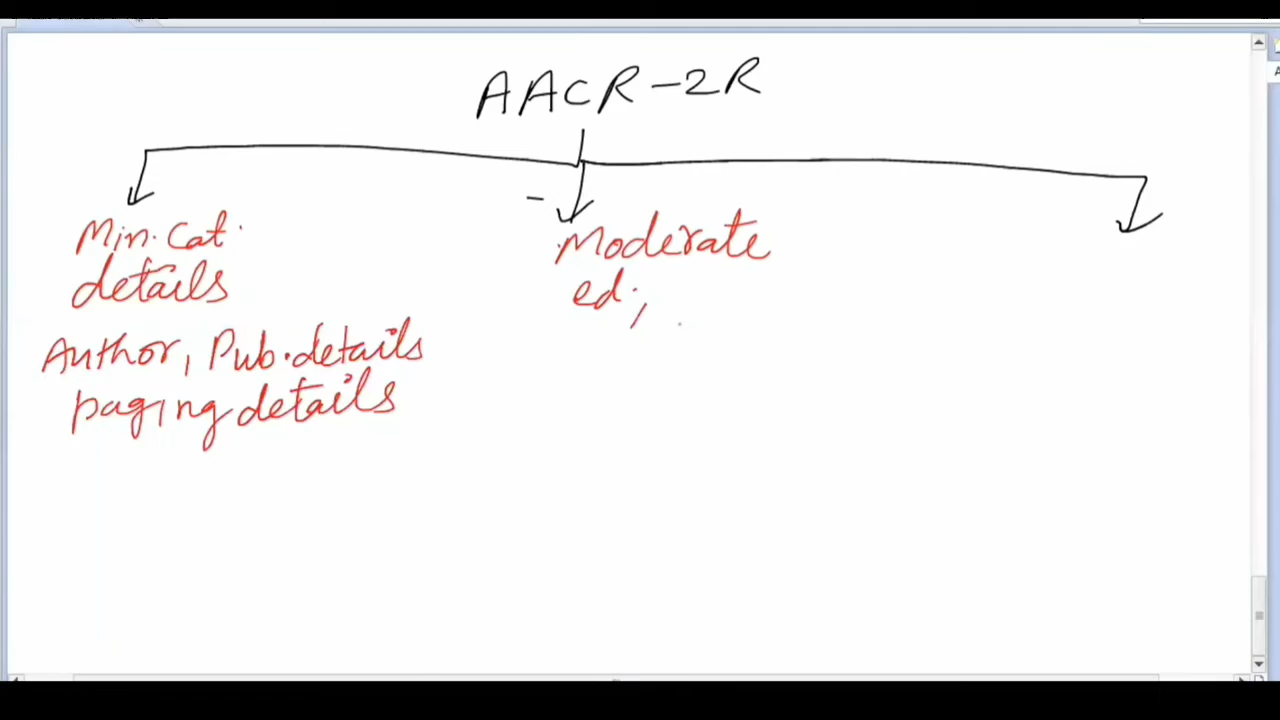 AACR-2R
Min. Cat.
details
Author, Pub. details
paging details
Moderate
ed.,